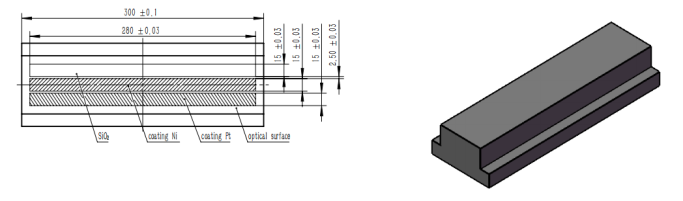 300 ±0.1
280 ±0.03
15 ±0.03
15 ±0.03
15 ±0.03
2.50 ±0.03
SiO₂
coating Ni
coating Pt
optical surface